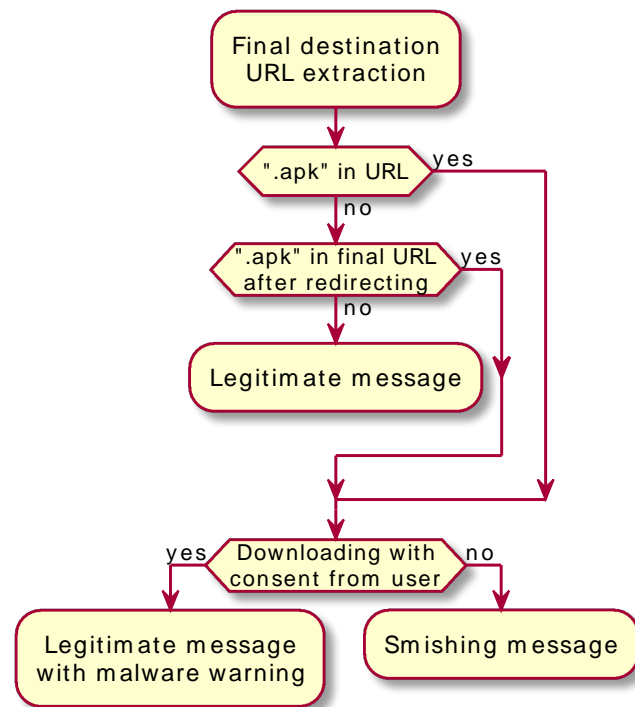 Final destination
URL extraction
".apk" in URL
yes
no
".apk" in final URL
after redirecting
yes
no
Legitimate message
yes
Downloading with
consent from user
no
Legitimate message
with malware warning
Smishing message